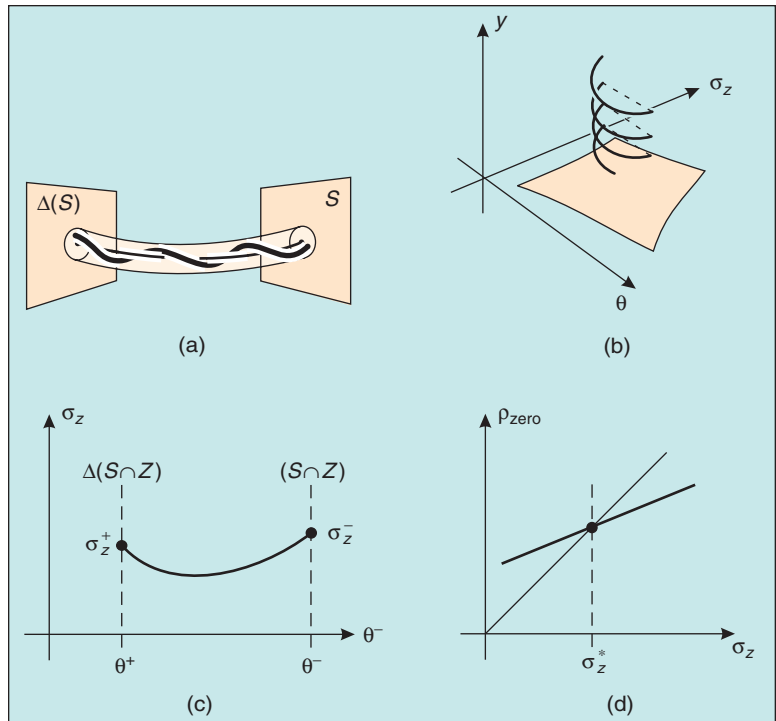 y
σz
θ
Δ(S)
S
(a)
(b)
σz
Δ(S∩Z)
(S∩Z)
σz+
σz−
θ−
θ+
θ−
(c)
ρzero
σz
σz*
(d)